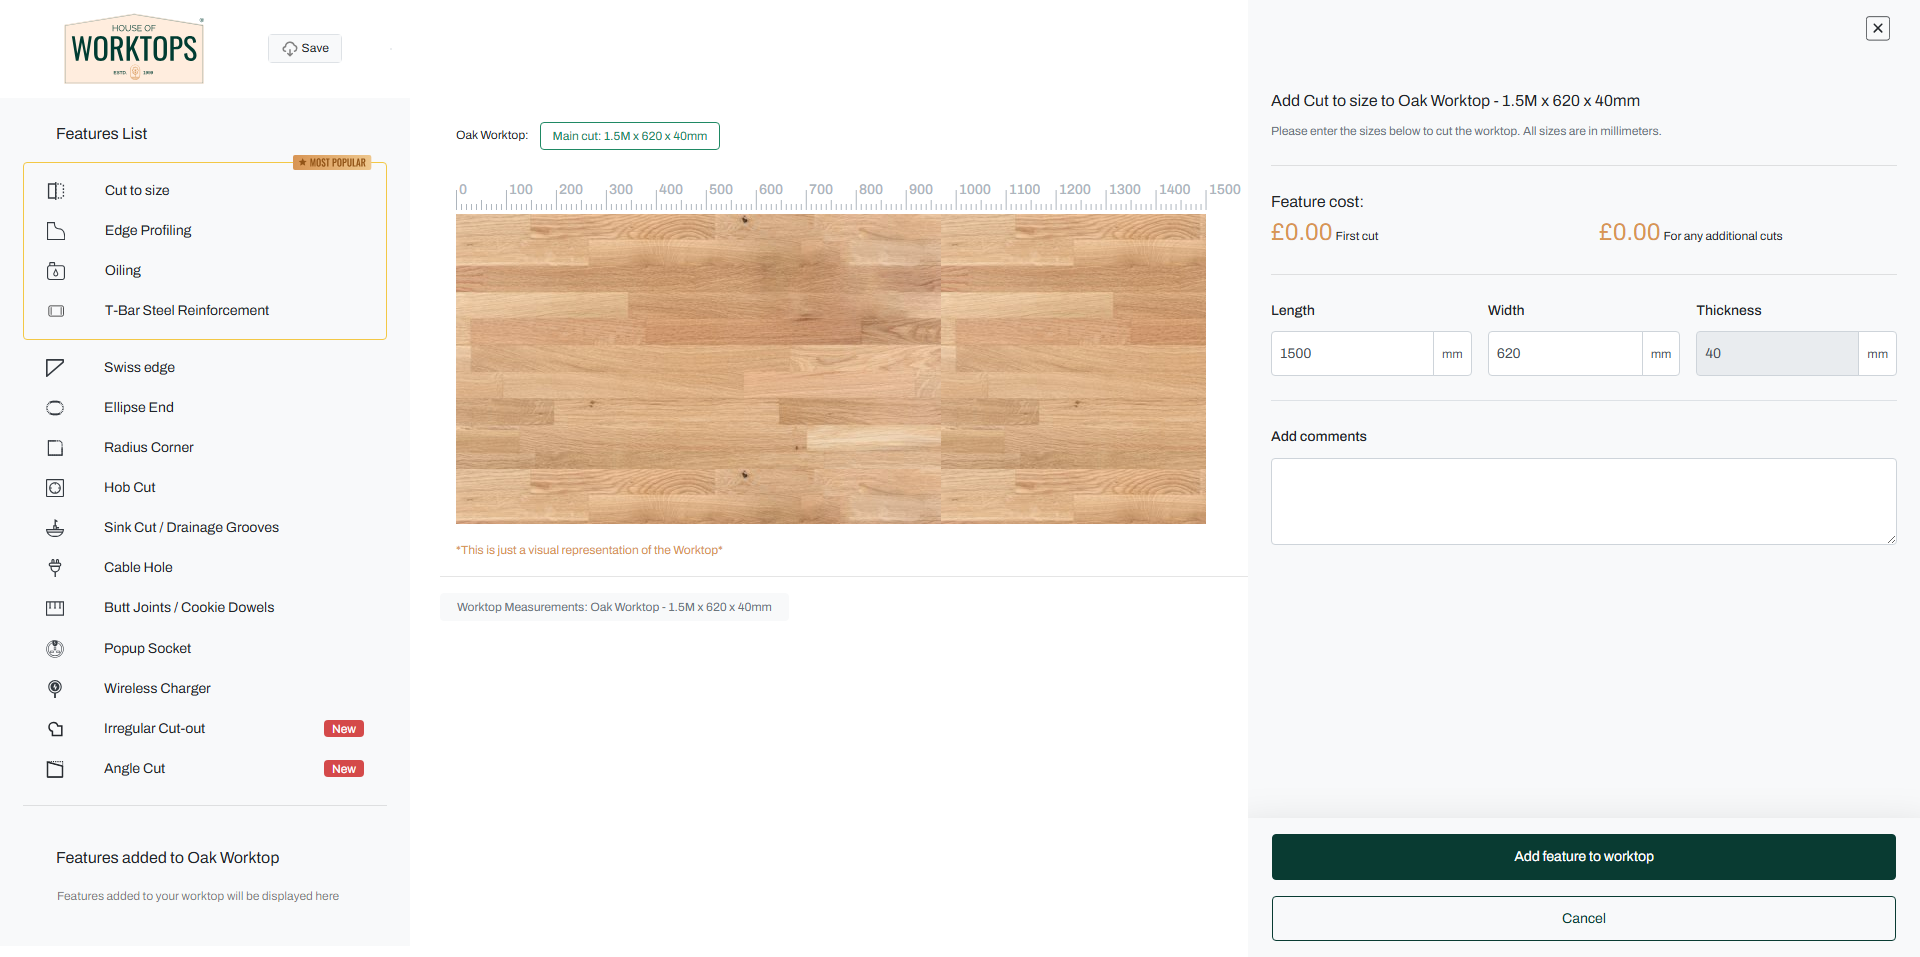 HOUSE OF
WORKTOPS
ESTD. 1999
Save
Features List
MOST POPULAR
Cut to size
Edge Profiling
Oiling
T-Bar Steel Reinforcement
Swiss edge
Ellipse End
Radius Corner
Hob Cut
Sink Cut / Drainage Grooves
Cable Hole
Butt Joints / Cookie Dowels
Popup Socket
Wireless Charger
Irregular Cut-out New
Angle Cut New
Features added to Oak Worktop
Features added to your worktop will be displayed here
Oak Worktop: Main cut: 1.5M x 620 x 40mm
0 100 200 300 400 500 600 700 800 900 1000 1100 1200 1300 1400 1500
*This is just a visual representation of the Worktop*
Worktop Measurements: Oak Worktop - 1.5M x 620 x 40mm
Add Cut to size to Oak Worktop - 1.5M x 620 x 40mm
Please enter the sizes below to cut the worktop. All sizes are in millimeters.
Feature cost:
£0.00 First cut £0.00 For any additional cuts
Length Width Thickness
1500 mm 620 mm 40 mm
Add comments
Add feature to worktop
Cancel